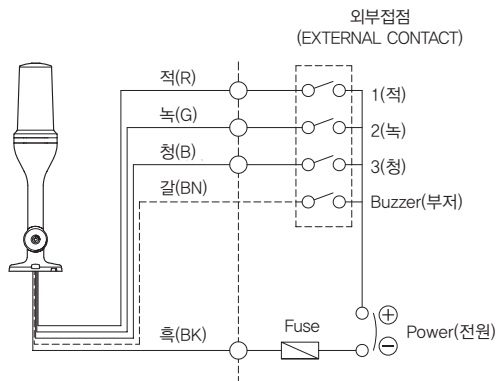 외부접점
(EXTERNAL CONTACT)
적(R)
1(적)
녹(G)
2(녹)
청(B)
3(청)
갈(BN)
Buzzer(부저)
흑(BK)
Fuse
+
Power(전원)
−